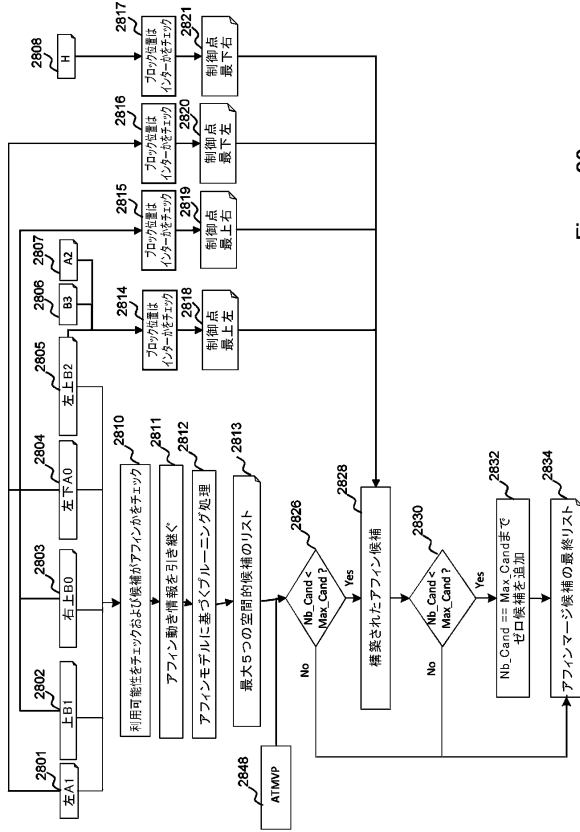 2801
左A1
2802
上B1
2803
右上B0
2804
左下A0
2805
左上B2
2806
B3
2807
A2
2808
H
2810
利用可能性をチェックおよび候補がアフィンかをチェック
2811
アフィン動き情報を引き継ぐ
2812
アフィンモデルに基づくプルーニング処理
2813
最大5つの空間的候補のリスト
2814
ブロック位置は
インターかをチェック
2815
ブロック位置は
インターかをチェック
2816
ブロック位置は
インターかをチェック
2817
ブロック位置は
インターかをチェック
2818
制御点
最上左
2819
制御点
最上右
2820
制御点
最下左
2821
制御点
最下右
2848
ATMVP
2826
Nb_Cand <
Max_Cand ?
Yes
No
2828
構築されたアフィン候補
2830
Nb_Cand <
Max_Cand ?
Yes
No
2832
Nb_Cand == Max_Candまで
ゼロ候補を追加
2834
アフィンマージ候補の最終リスト